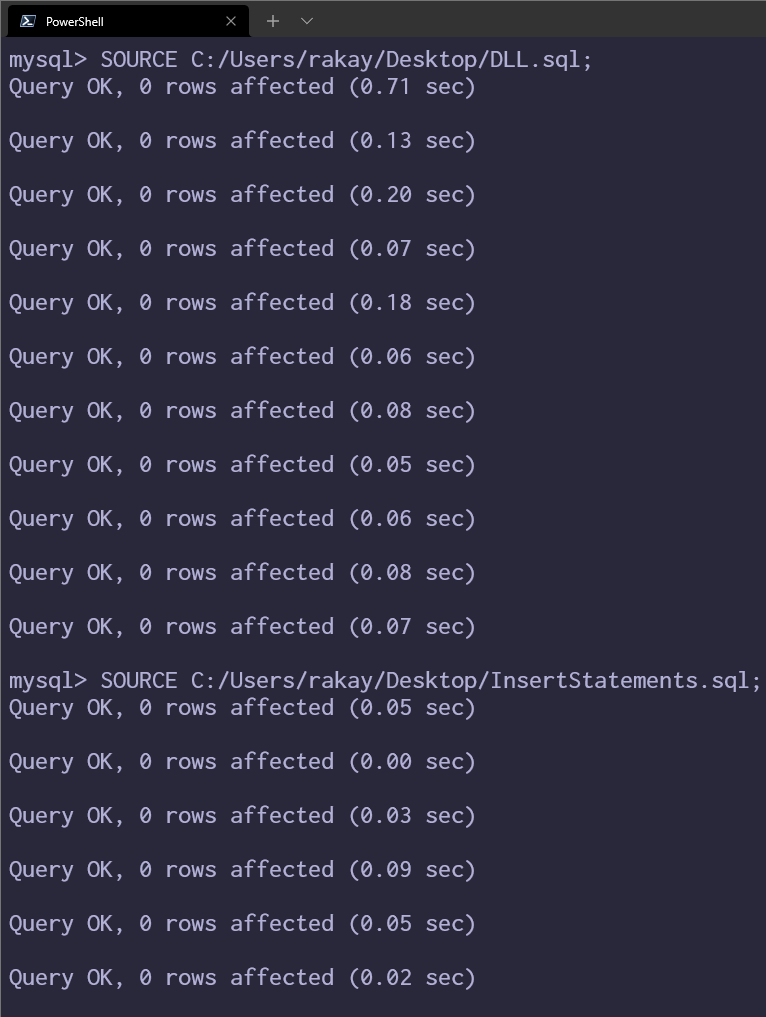 PowerShell
mysql> SOURCE C:/Users/rakay/Desktop/DLL.sql;
Query OK, 0 rows affected (0.71 sec)
Query OK, 0 rows affected (0.13 sec)
Query OK, 0 rows affected (0.20 sec)
Query OK, 0 rows affected (0.07 sec)
Query OK, 0 rows affected (0.18 sec)
Query OK, 0 rows affected (0.06 sec)
Query OK, 0 rows affected (0.08 sec)
Query OK, 0 rows affected (0.05 sec)
Query OK, 0 rows affected (0.06 sec)
Query OK, 0 rows affected (0.08 sec)
Query OK, 0 rows affected (0.07 sec)
mysql> SOURCE C:/Users/rakay/Desktop/InsertStatements.sql;
Query OK, 0 rows affected (0.05 sec)
Query OK, 0 rows affected (0.00 sec)
Query OK, 0 rows affected (0.03 sec)
Query OK, 0 rows affected (0.09 sec)
Query OK, 0 rows affected (0.05 sec)
Query OK, 0 rows affected (0.02 sec)